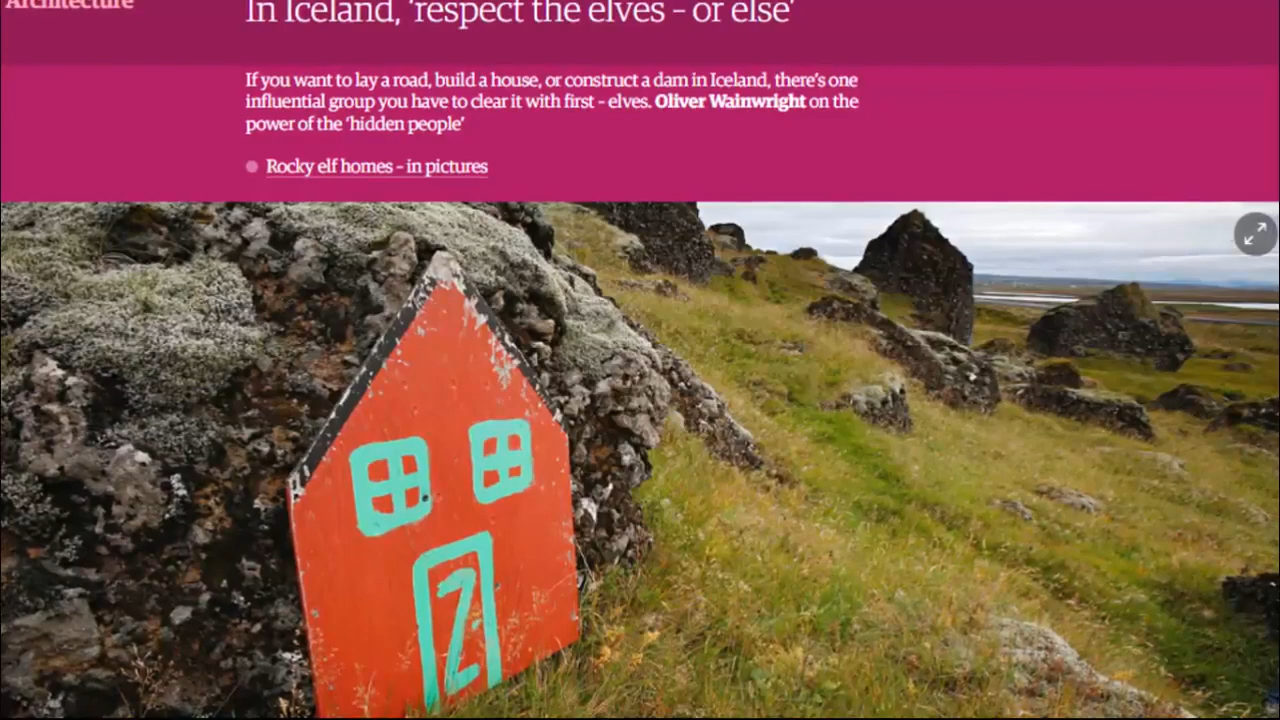 Architecture
In Iceland, 'respect the elves – or else'
If you want to lay a road, build a house, or construct a dam in Iceland, there's one
influential group you have to clear it with first – elves. Oliver Wainwright on the
power of the 'hidden people'
Rocky elf homes – in pictures